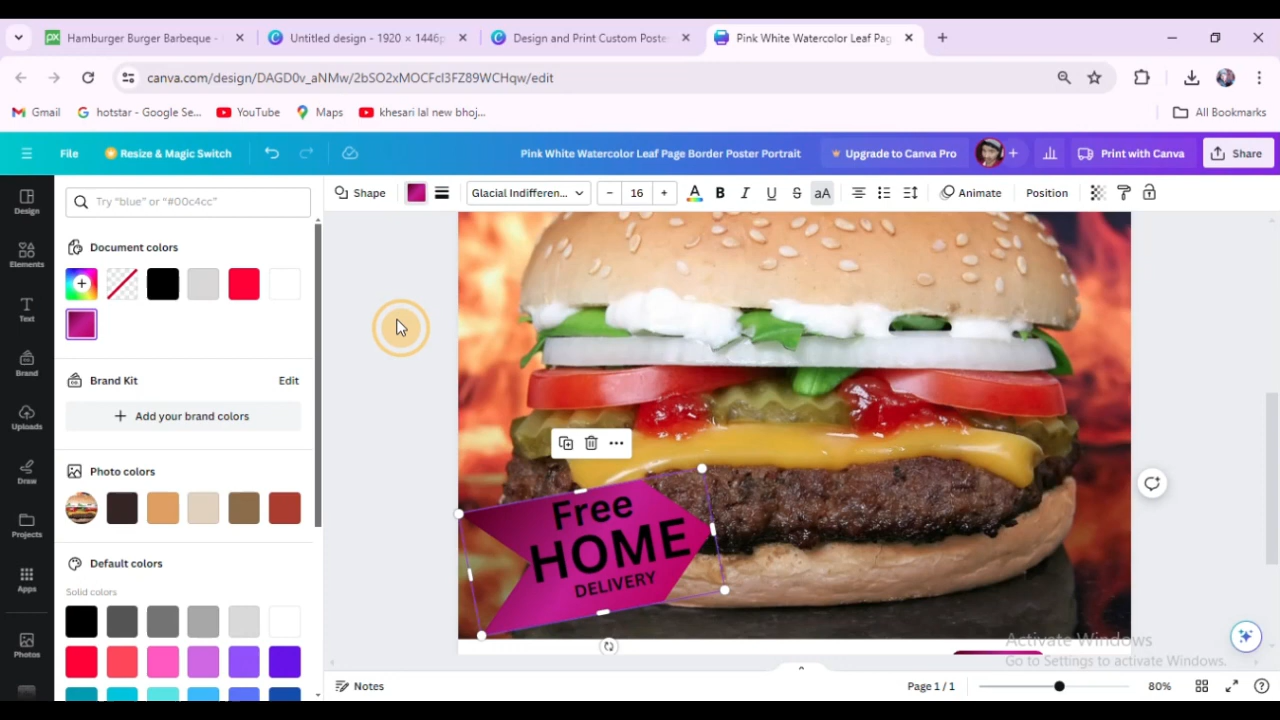 Hamburger Burger Barbeque -
Untitled design - 1920 × 1446p
Design and Print Custom Poste
Pink White Watercolor Leaf Pag
canva.com/design/DAGD0v_aNMw/2bSO2xMOCFcl3FZ89WCHqw/edit
Gmail
hotstar - Google Se...
YouTube
Maps
khesari lal new bhoj...
All Bookmarks
File
Resize & Magic Switch
Pink White Watercolor Leaf Page Border Poster Portrait
Upgrade to Canva Pro
Print with Canva
Share
Design
Elements
Text
Brand
Uploads
Draw
Projects
Apps
Photos
Try "blue" or "#00c4cc"
Shape
Glacial Indifferen...
16
Animate
Position
Document colors
Brand Kit
Edit
Add your brand colors
Photo colors
Default colors
Solid colors
Free
HOME
DELIVERY
Activate Windows
Go to Settings to activate Windows.
Notes
Page 1 / 1
80%